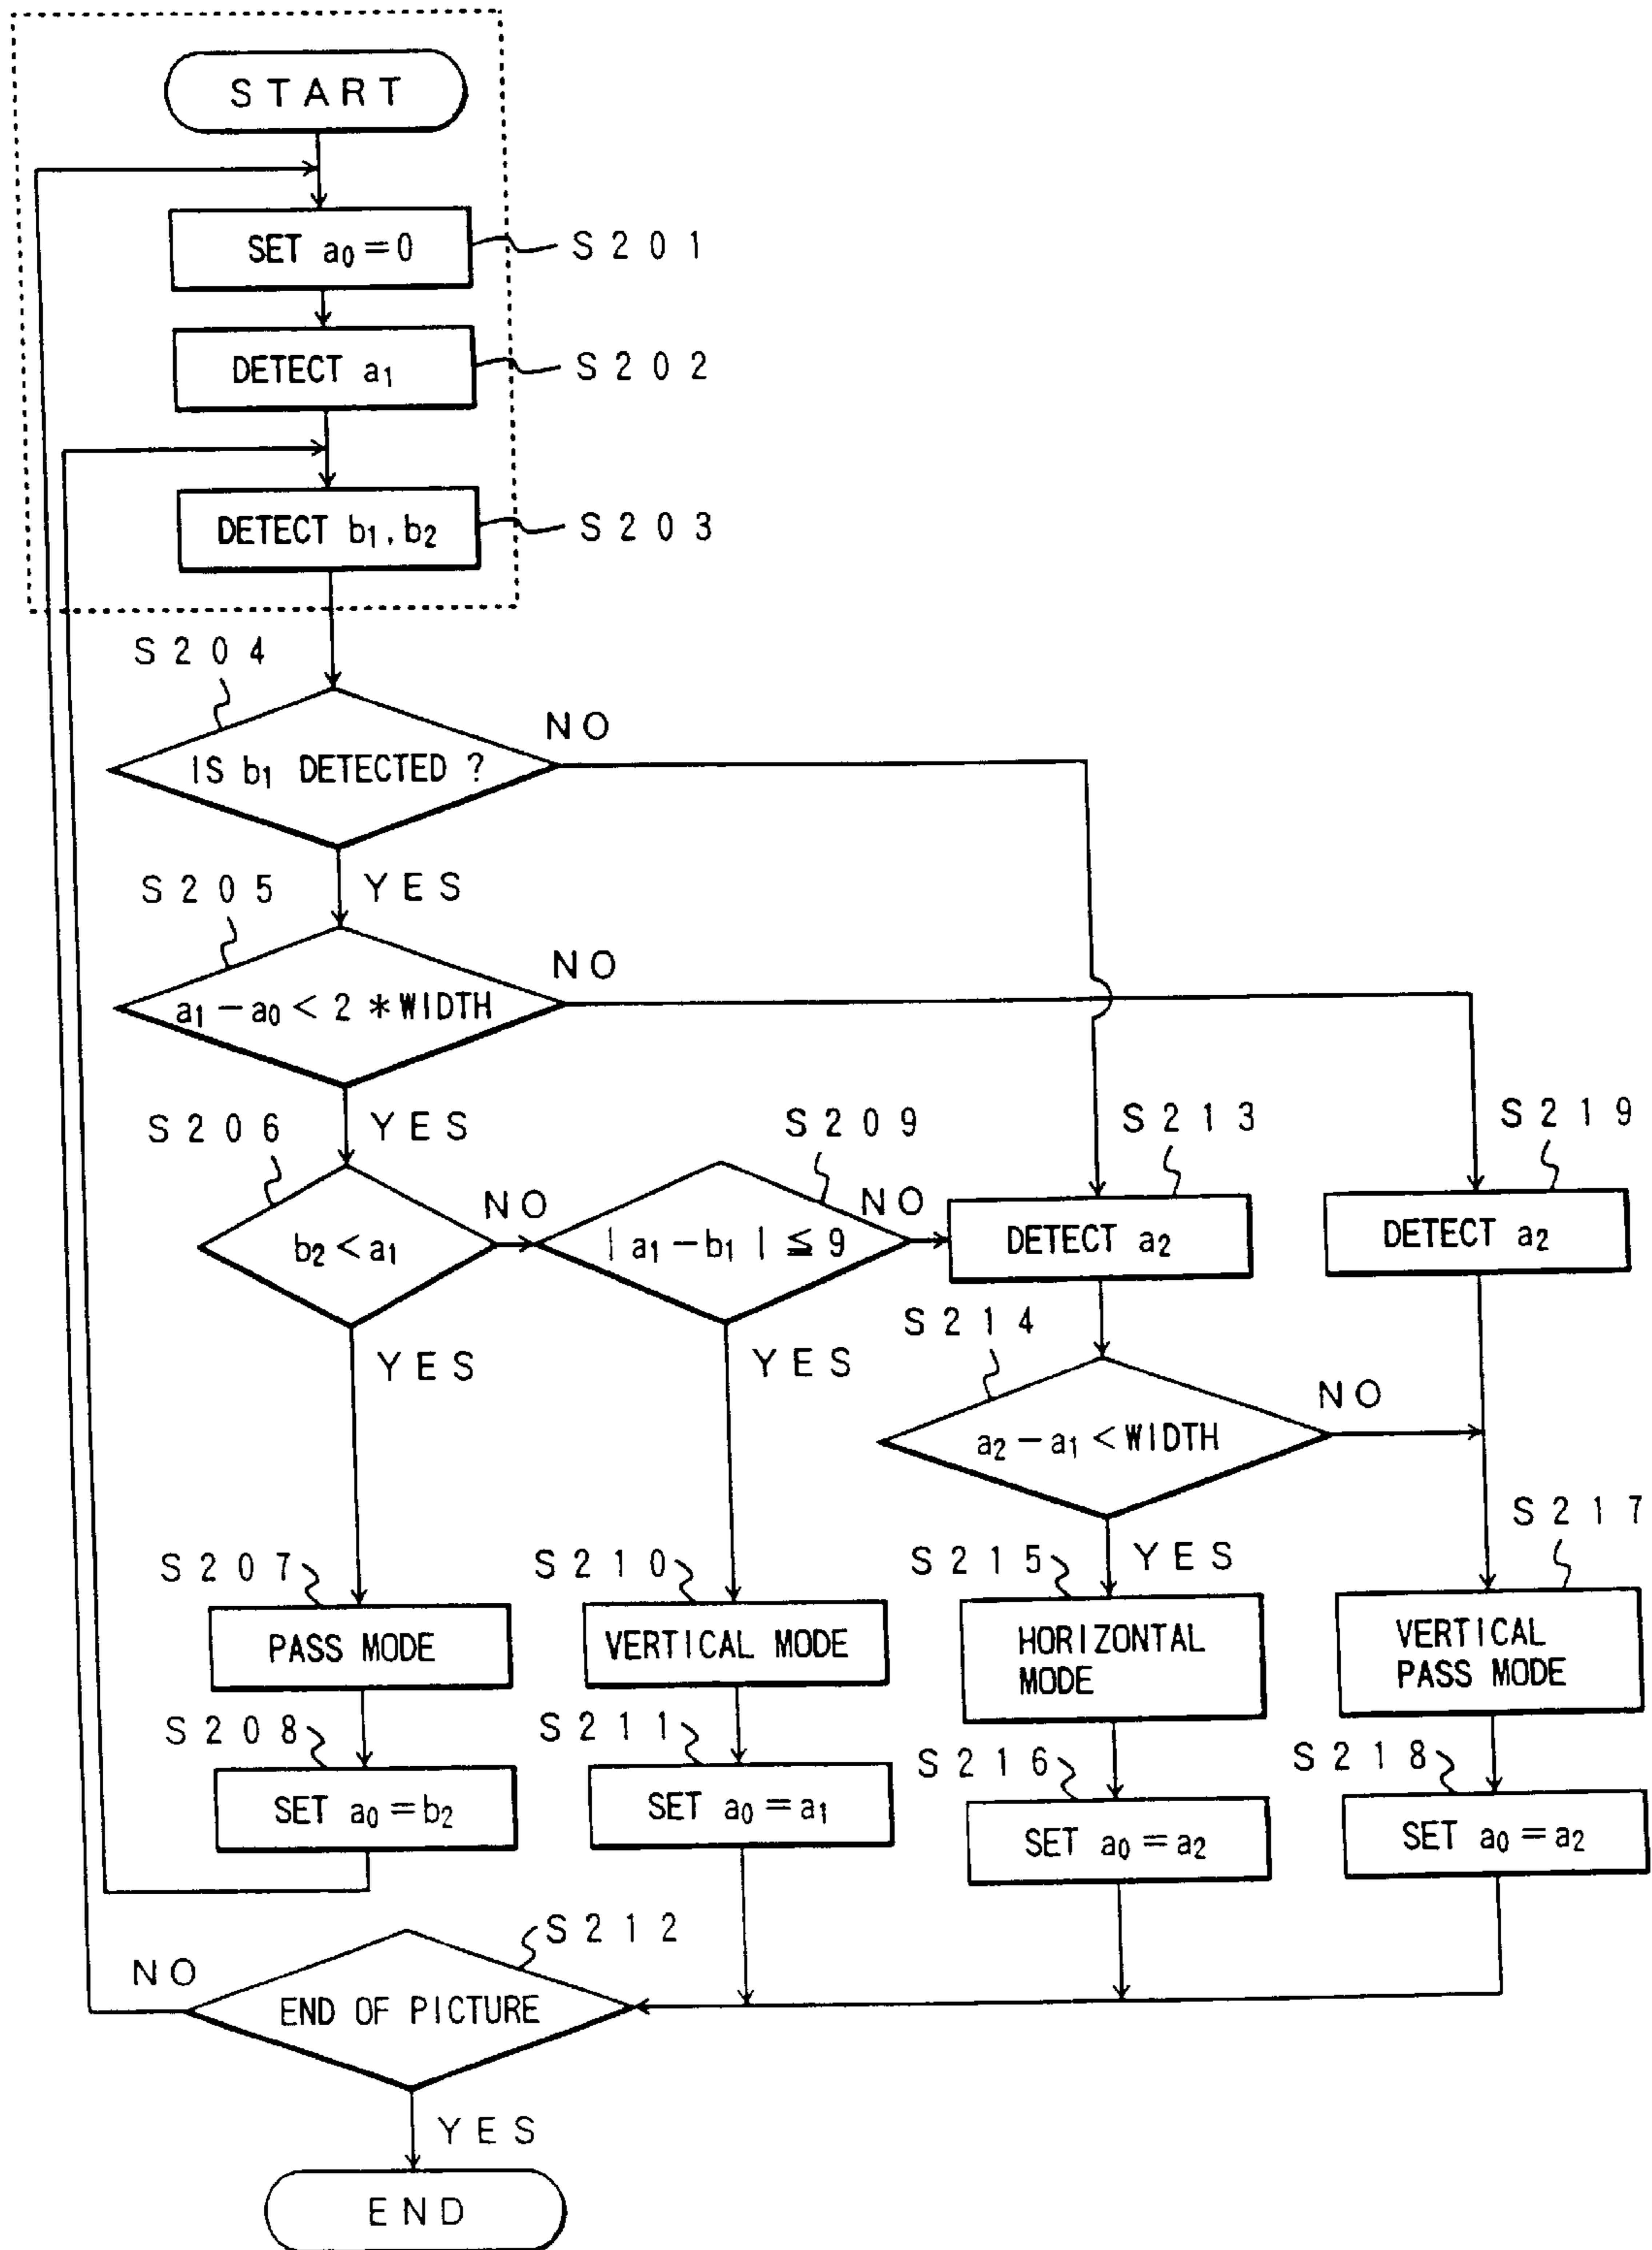 START
SET a₀=0
S201
DETECT a₁
S202
DETECT b₁, b₂
S203
S204
IS b₁ DETECTED ?
NO
YES
S205
a₁-a₀<2*WIDTH
NO
YES
S206
b₂<a₁
NO
YES
S209
|a₁-b₁|≦9
NO
YES
S213
DETECT a₂
S219
DETECT a₂
S214
a₂-a₁<WIDTH
NO
YES
S207
PASS MODE
S210
VERTICAL MODE
S215
HORIZONTAL
MODE
S217
VERTICAL
PASS MODE
S208
SET a₀=b₂
S211
SET a₀=a₁
S216
SET a₀=a₂
S218
SET a₀=a₂
S212
END OF PICTURE
NO
YES
END